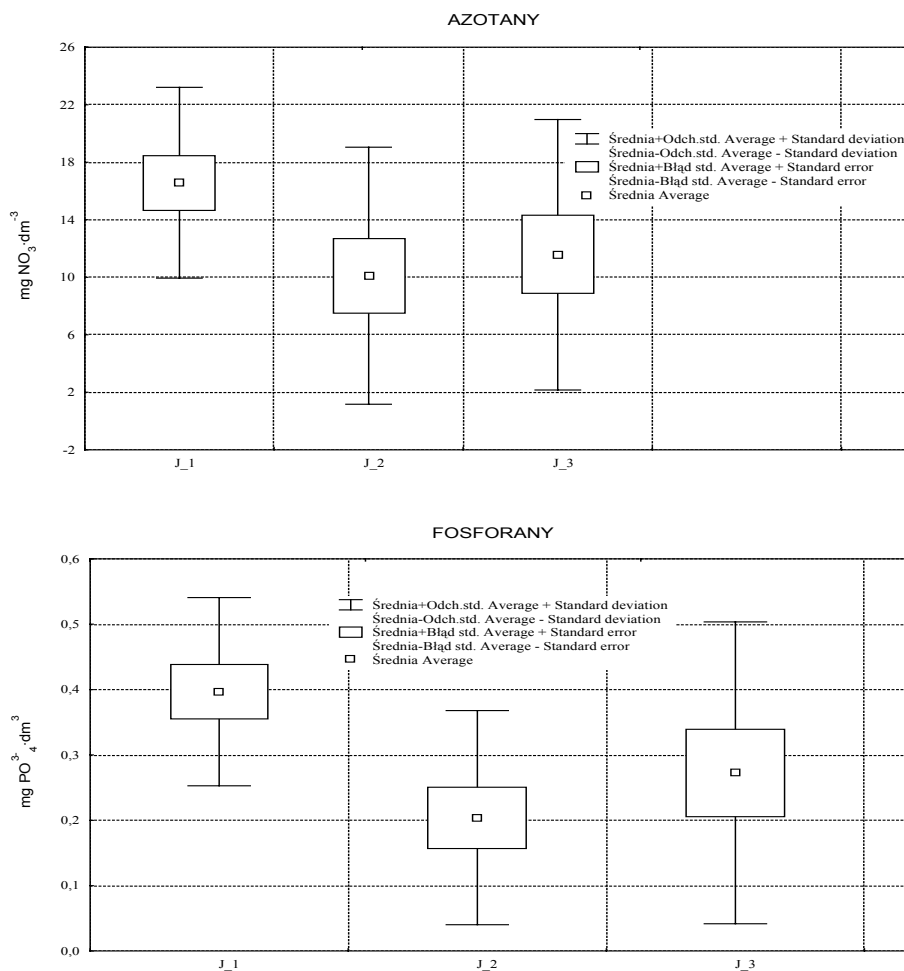 AZOTANY
26
22
18
14
10
6
2
-2
mg NO3·dm-3
Średnia+Odch.std. Average + Standard deviation
Średnia-Odch.std. Average - Standard deviation
Średnia+Błąd std. Average + Standard error
Średnia-Błąd std. Average - Standard error
Średnia Average
J_1 J_2 J_3
FOSFORANY
0,6
0,5
0,4
0,3
0,2
0,1
0,0
mg PO3-4·dm3
Średnia+Odch.std. Average + Standard deviation
Średnia-Odch.std. Average - Standard deviation
Średnia+Błąd std. Average + Standard error
Średnia-Błąd std. Average - Standard error
Średnia Average
J_1 J_2 J_3